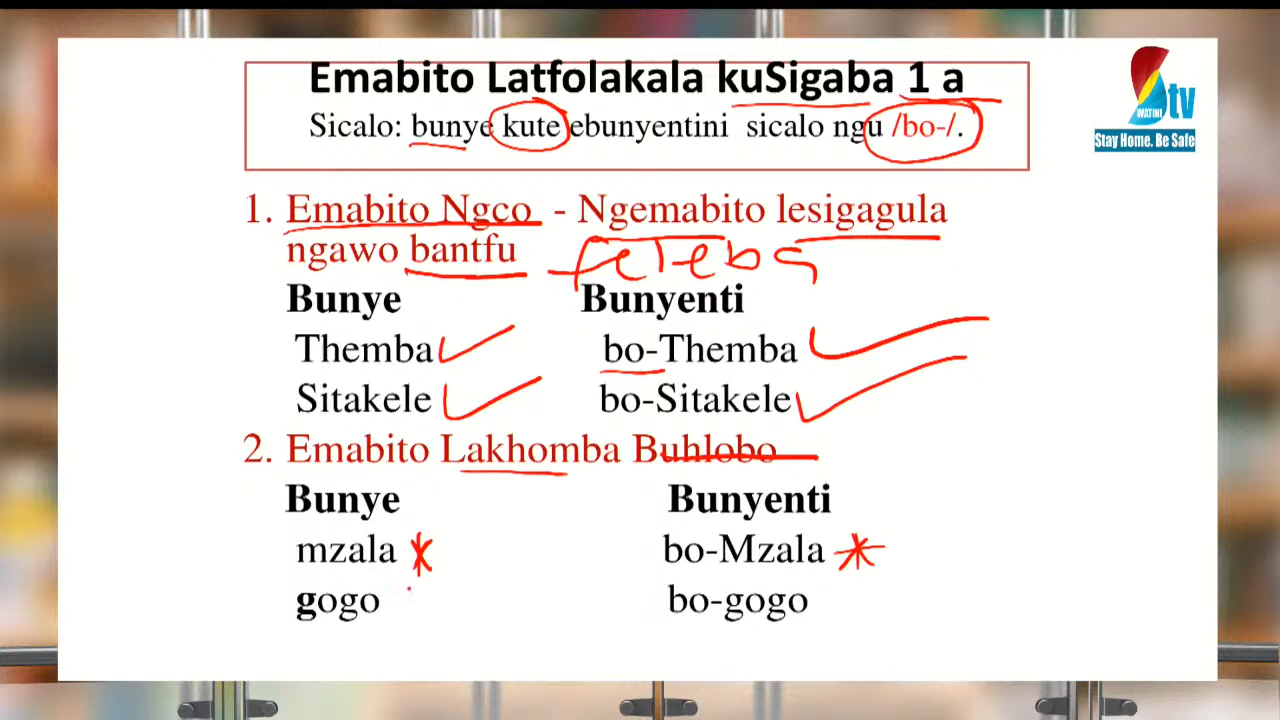 Emabito Latfolakala kuSigaba 1 a
Sicalo: bunye kute ebunyentini sicalo ngu /bo-/.
1. Emabito Ngco - Ngemabito lesigagula
ngawo bantfu
Bunye Bunyenti
Themba bo-Themba
Sitakele bo-Sitakele
2. Emabito Lakhomba Buhlobo
Bunye Bunyenti
mzala bo-Mzala
gogo bo-gogo
tv
Stay Home. Be Safe